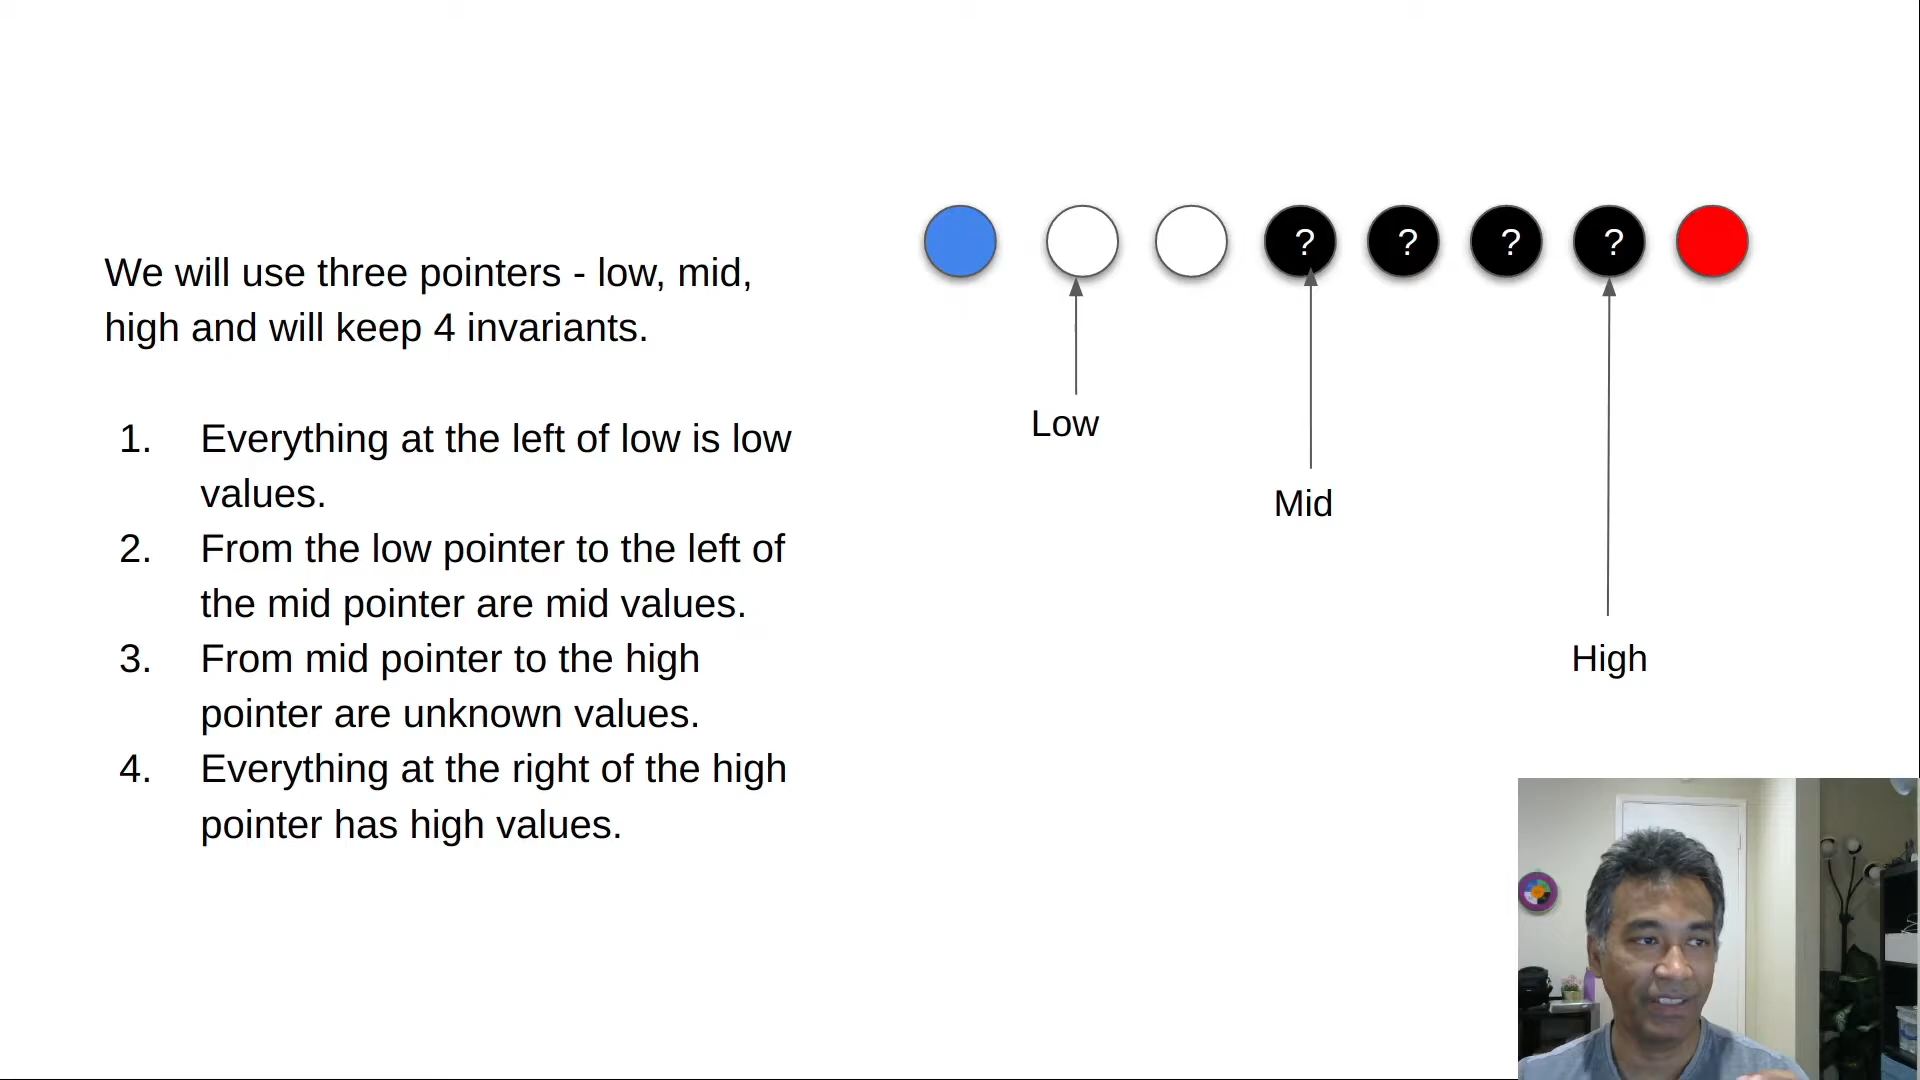 We will use three pointers - low, mid,
high and will keep 4 invariants.
1. Everything at the left of low is low
values.
2. From the low pointer to the left of
the mid pointer are mid values.
3. From mid pointer to the high
pointer are unknown values.
4. Everything at the right of the high
pointer has high values.
? ? ? ?
Low
Mid
High